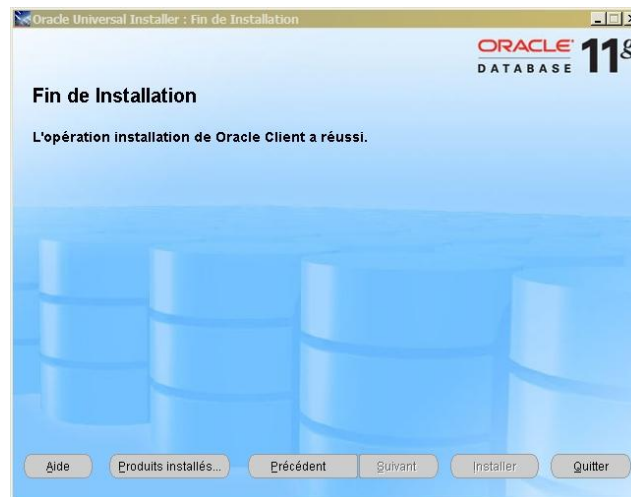 Oracle Universal Installer : Fin de Installation
ORACLE 11g
DATABASE
Fin de Installation
L'opération installation de Oracle Client a réussi.
Aide
Produits installés...
Précédent
Suivant
Installer
Quitter